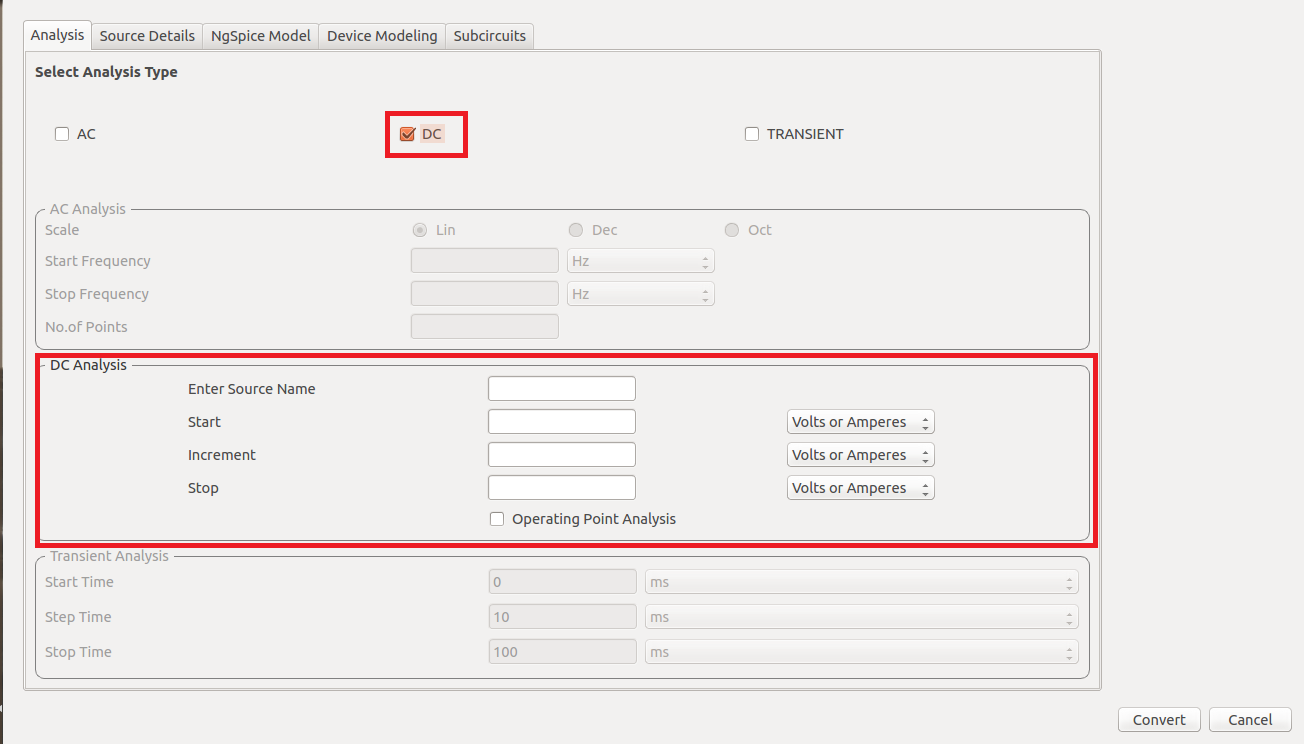 Analysis Source Details NgSpice Model Device Modeling Subcircuits
Select Analysis Type
AC DC TRANSIENT
AC Analysis
Scale Lin Dec Oct
Start Frequency Hz
Stop Frequency Hz
No.of Points
DC Analysis
Enter Source Name
Start Volts or Amperes
Increment Volts or Amperes
Stop Volts or Amperes
Operating Point Analysis
Transient Analysis
Start Time 0 ms
Step Time 10 ms
Stop Time 100 ms
Convert Cancel